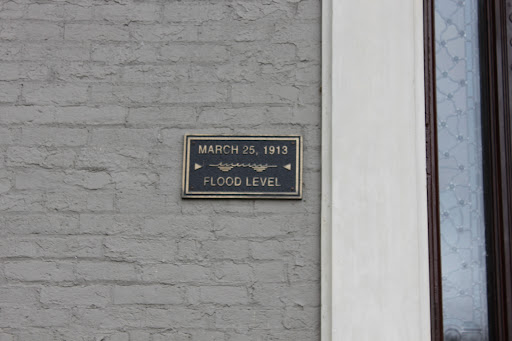 MARCH 25, 1913
FLOOD LEVEL